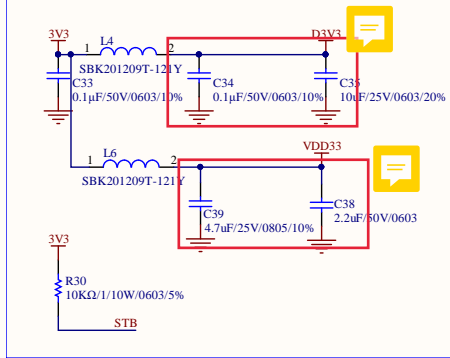 3V3
L4
D3V3
1
2
SBK201209T-121Y
C33
0.1µF/50V/0603/10%
C34
0.1µF/50V/0603/10%
C35
10uF/25V/0603/20%
L6
1
2
VDD33
SBK201209T-121Y
C39
4.7uF/25V/0805/10%
C38
2.2uF/50V/0603
3V3
R30
10KΩ/1/10W/0603/5%
STB